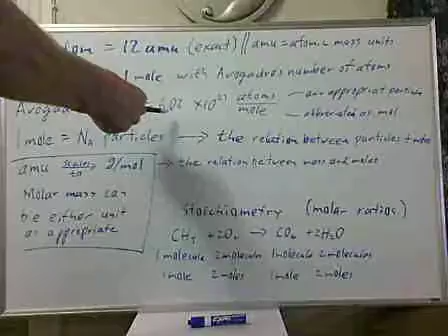 atom = 12 amu (exact) // amu = atomic mass units
1 mole with Avogadros number of atoms
Avogadro 6.02 × 10 atoms/mole — or appropriate particle
— abbreviated as mol
1 mole = NA particles → the relation between particles + moles
amu scales to g/mol → the relation between mass and moles
Molar mass can
be either unit
as appropriate
Stoichiometry (molar ratios)
CH4 + 2O2 → CO2 + 2H2O
1 molecule 2 molecules 1 molecule 2 molecules
1 mole 2 moles 1 mole 2 moles